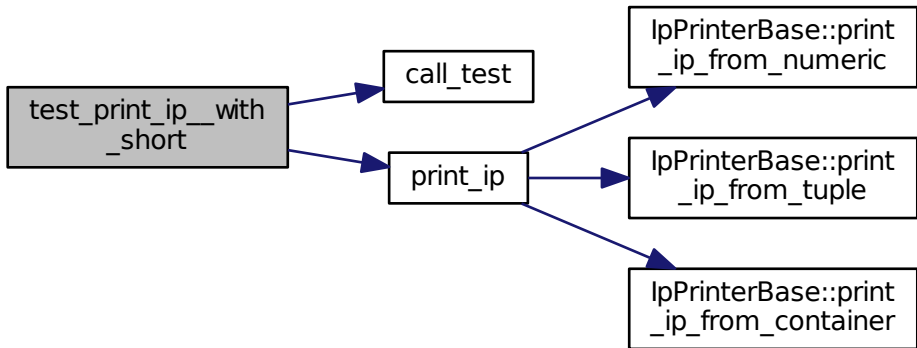 test_print_ip__with
_short
call_test
print_ip
IpPrinterBase::print
_ip_from_numeric
IpPrinterBase::print
_ip_from_tuple
IpPrinterBase::print
_ip_from_container